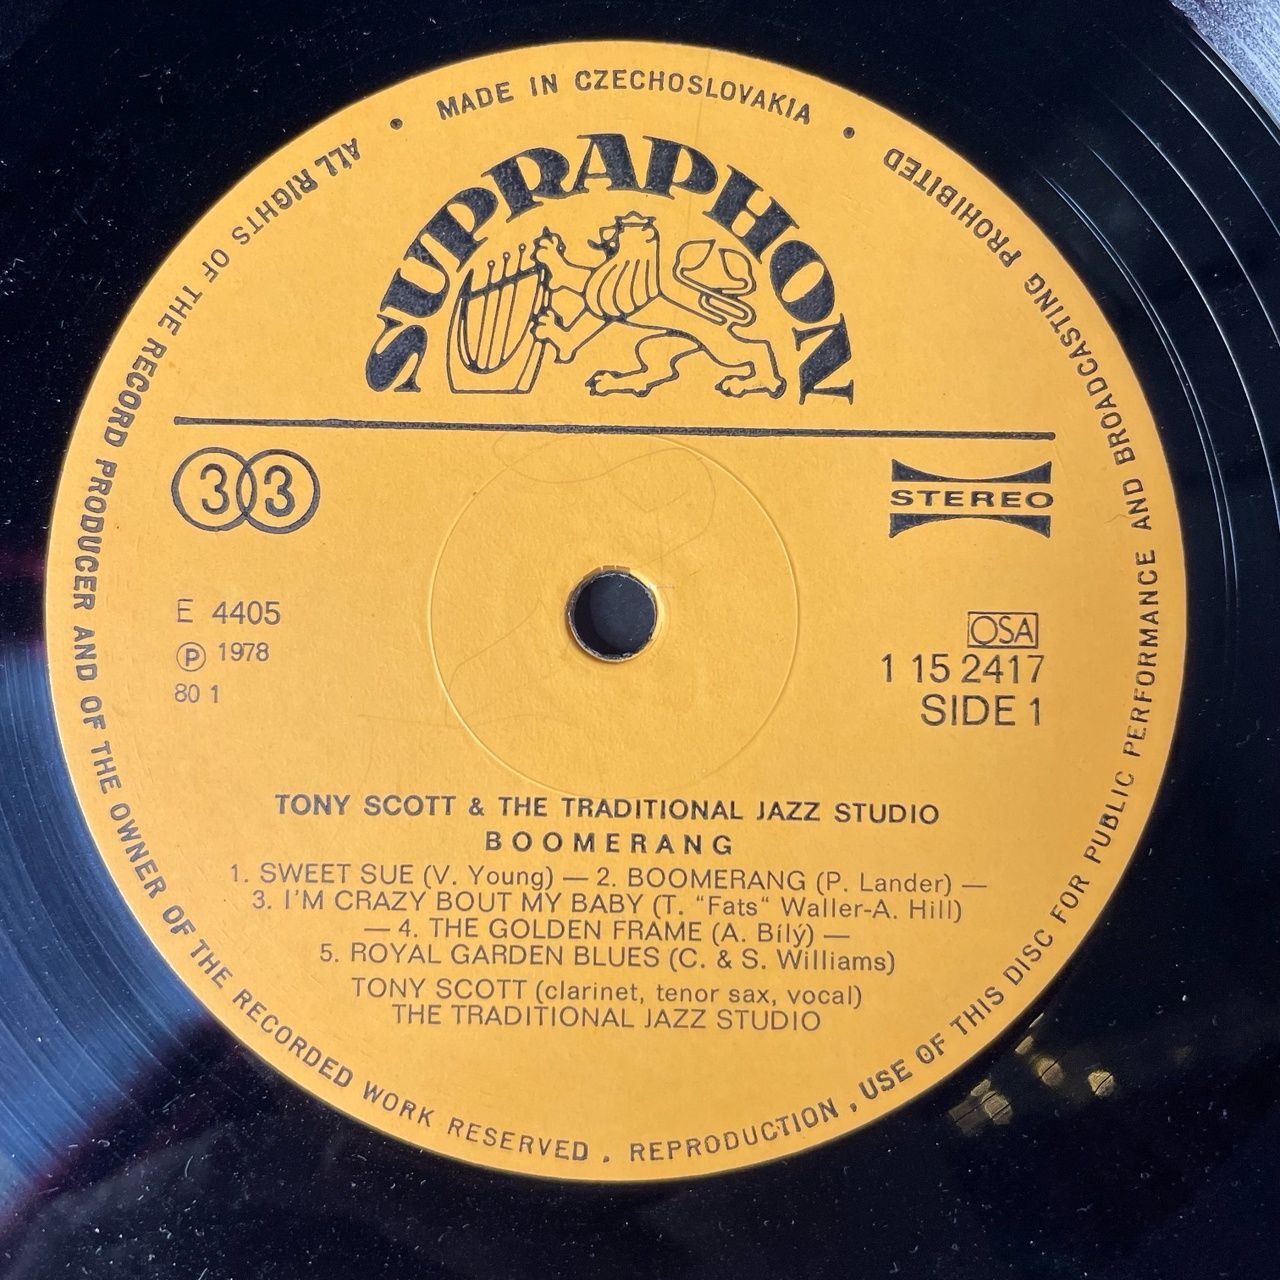 MADE IN CZECHOSLOVAKIA •
ALL RIGHTS OF THE RECORD PRODUCER AND OF THE OWNER OF THE RECORDED WORK RESERVED . REPRODUCTION , USE OF THIS DISC FOR PUBLIC PERFORMANCE AND BROADCASTING PROHIBITED •
SUPRAPHON
33
STEREO
E 4405
Ⓟ 1978
80 1
OSA
1 15 2417
SIDE 1
TONY SCOTT & THE TRADITIONAL JAZZ STUDIO
BOOMERANG
1. SWEET SUE (V. Young) — 2. BOOMERANG (P. Lander) —
3. I'M CRAZY BOUT MY BABY (T. "Fats“ Waller-A. Hill)
— 4. THE GOLDEN FRAME (A. Bílý) —
5. ROYAL GARDEN BLUES (C. & S. Williams)
TONY SCOTT (clarinet, tenor sax, vocal)
THE TRADITIONAL JAZZ STUDIO